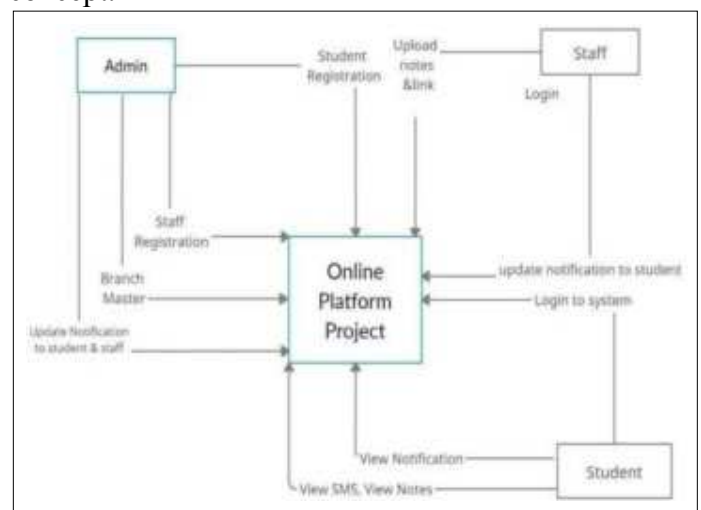 Admin
Student
Registration
Upload
notes
&link
Staff
Login
Staff
Registration
Branch
Master
Update Notification
to student & staff
Online
Platform
Project
update notification to student
Login to system
View Notification
View SMS, View Notes
Student